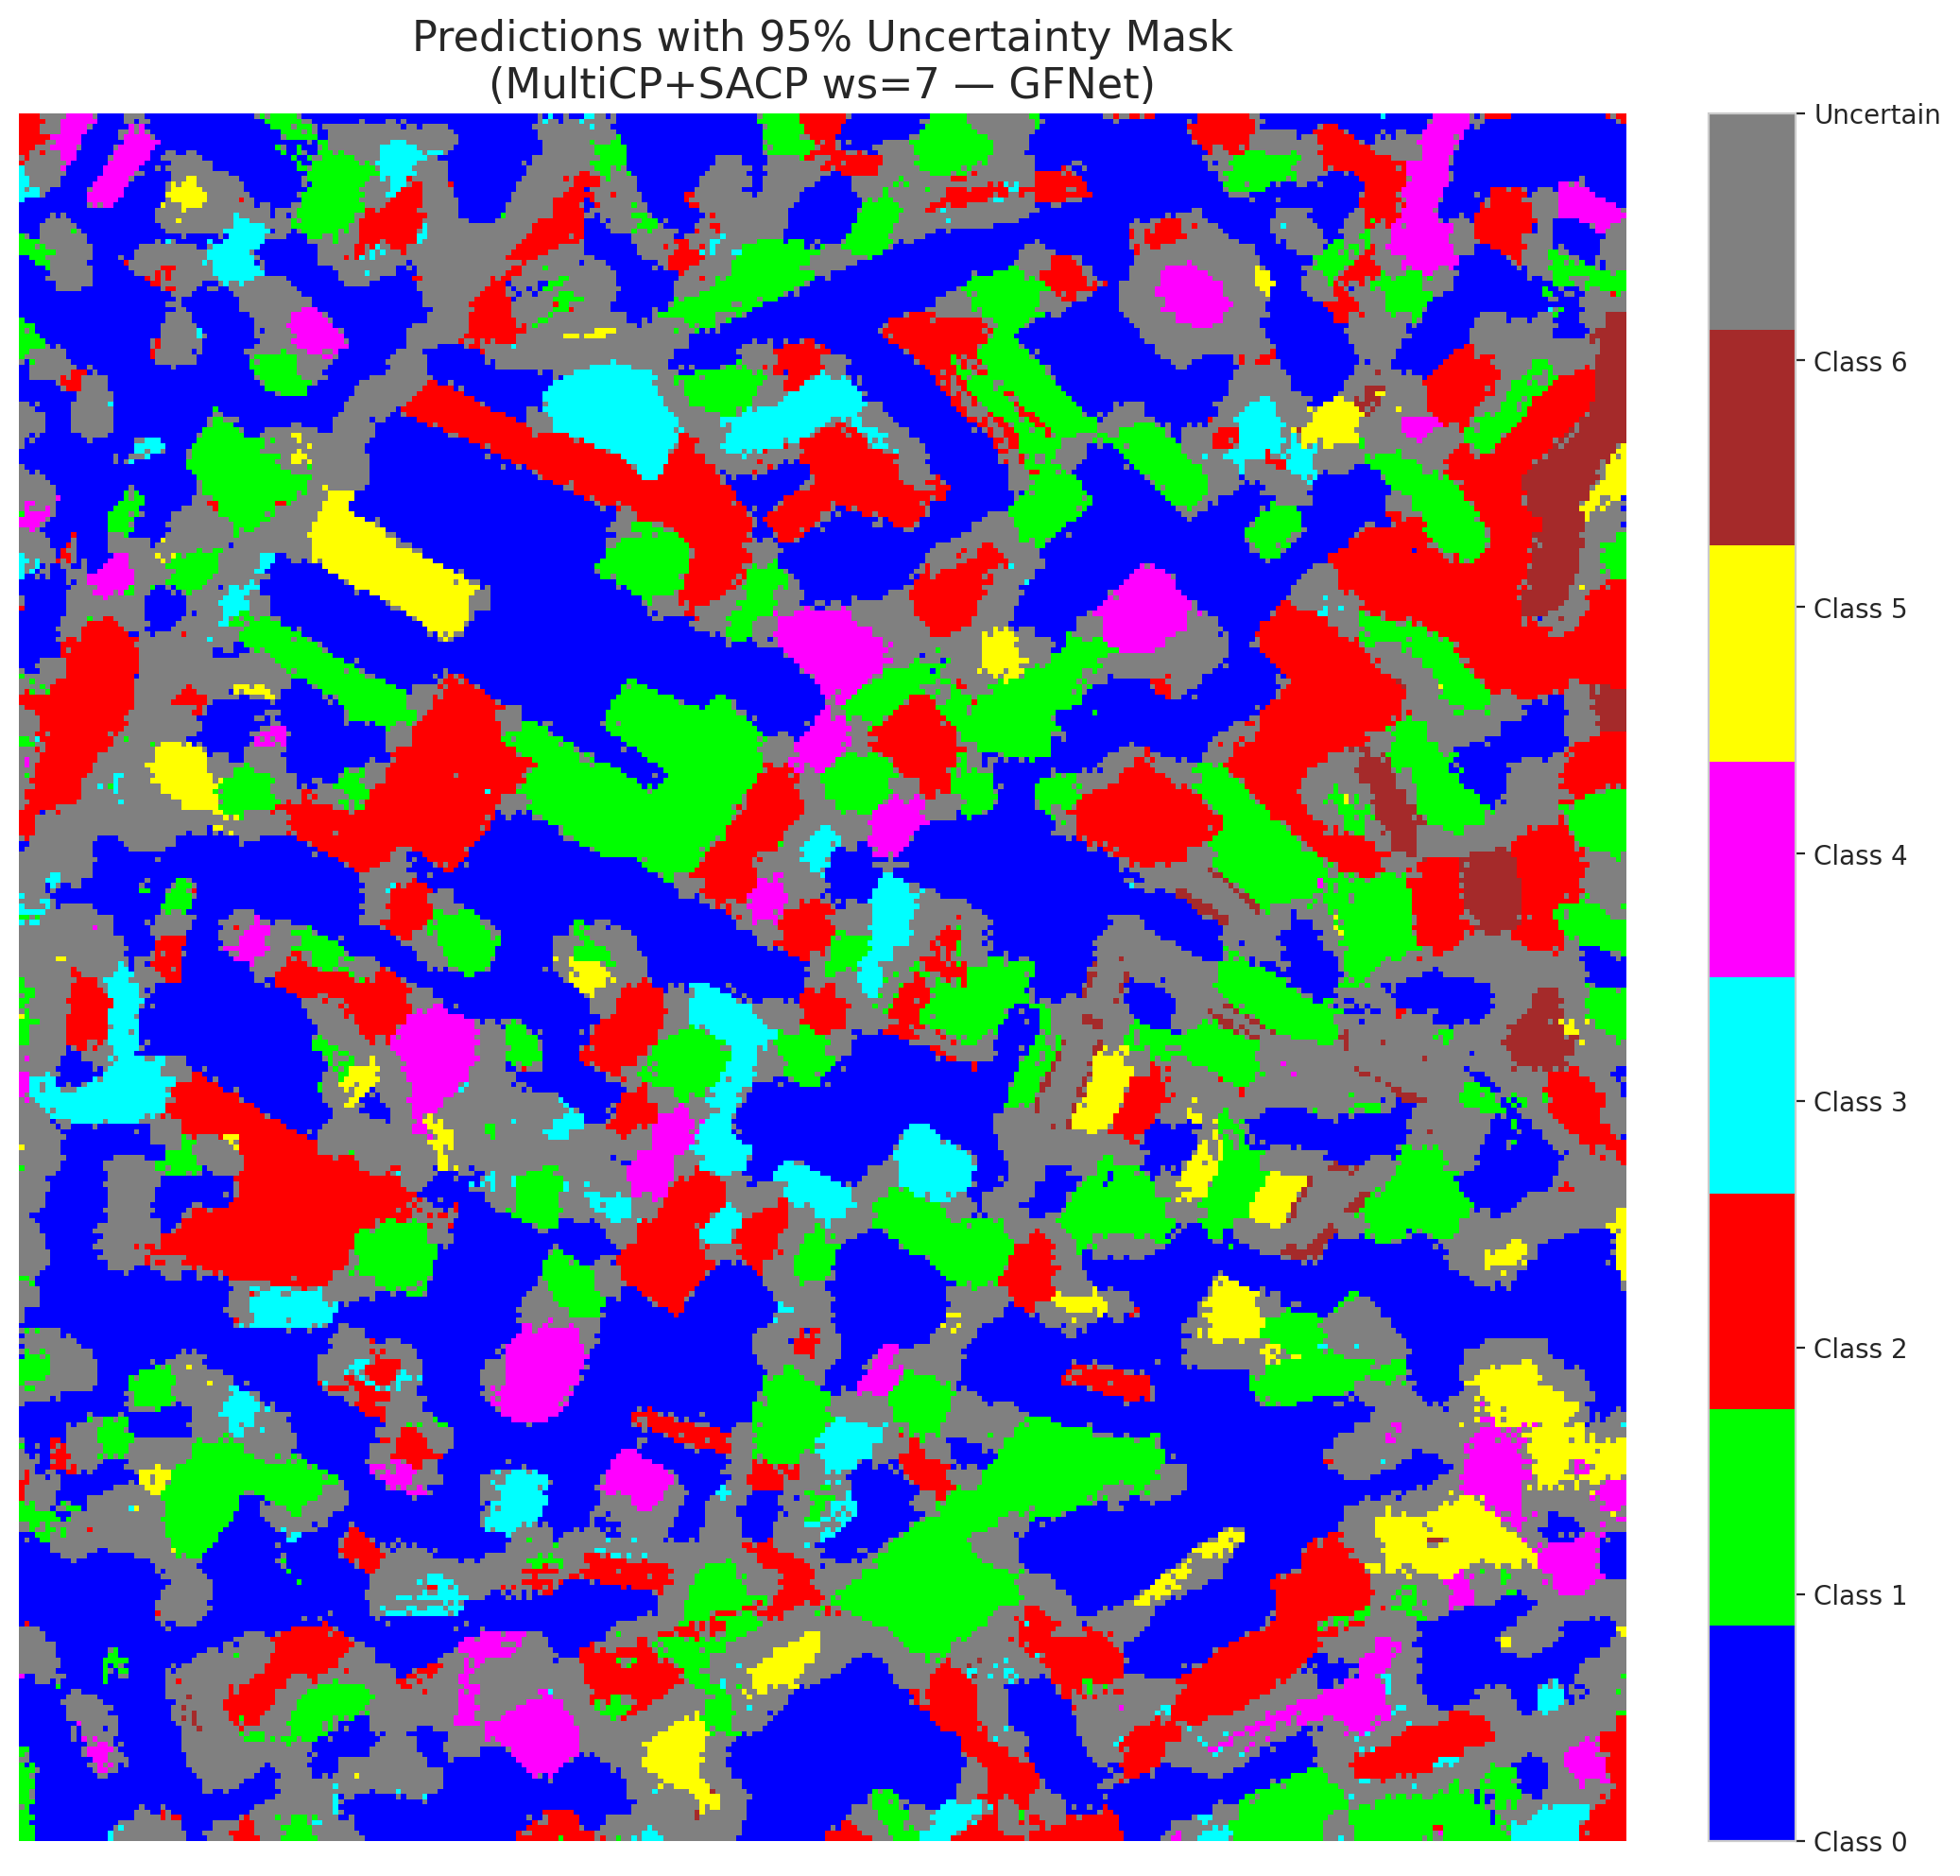 Predictions with 95% Uncertainty Mask
(MultiCP+SACP ws=7 — GFNet)
Uncertain
Class 6
Class 5
Class 4
Class 3
Class 2
Class 1
Class 0